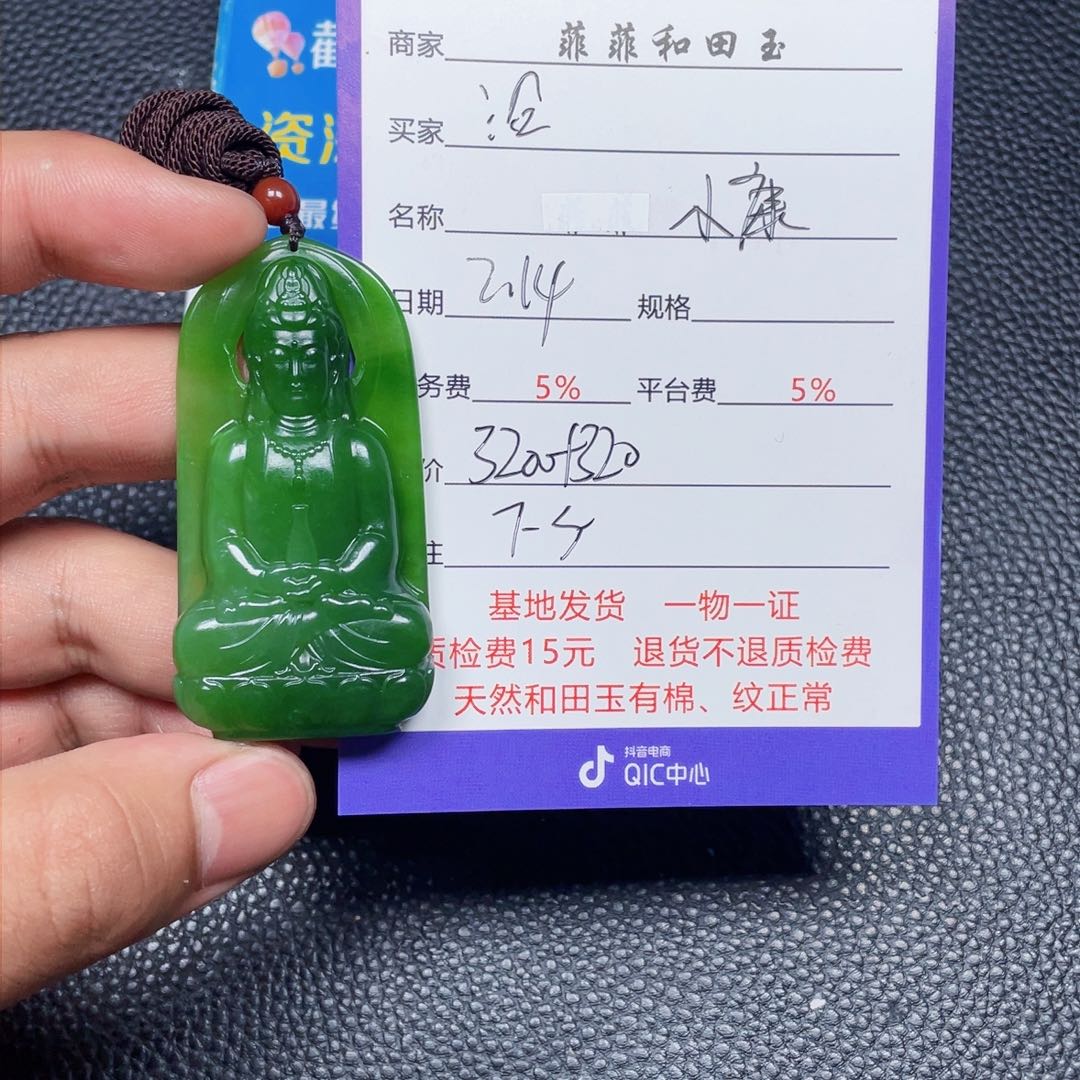 商家 菲菲和田玉
买家
名称 小康
日期 2.14 规格
务费 5% 平台费 5%
价 3200+320
注 7-4
基地发货 一物一证
质检费15元 退货不退质检费
天然和田玉有棉、纹正常
抖音电商
QIC中心
资
最